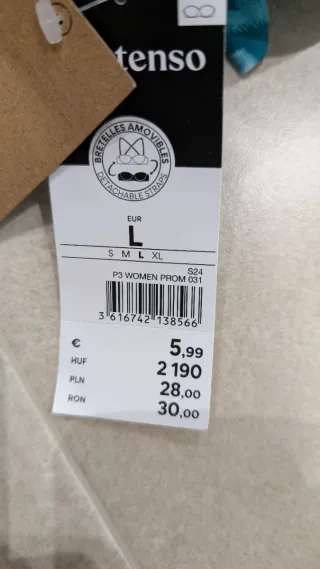 tenso
BRETELLES AMOVIBLES
DETACHABLE STRAPS
EUR
L
S M L XL
S24
P3 WOMEN PROM 031
3 616742 138566
€ 5,99
HUF 2 190
PLN 28,00
RON 30,00